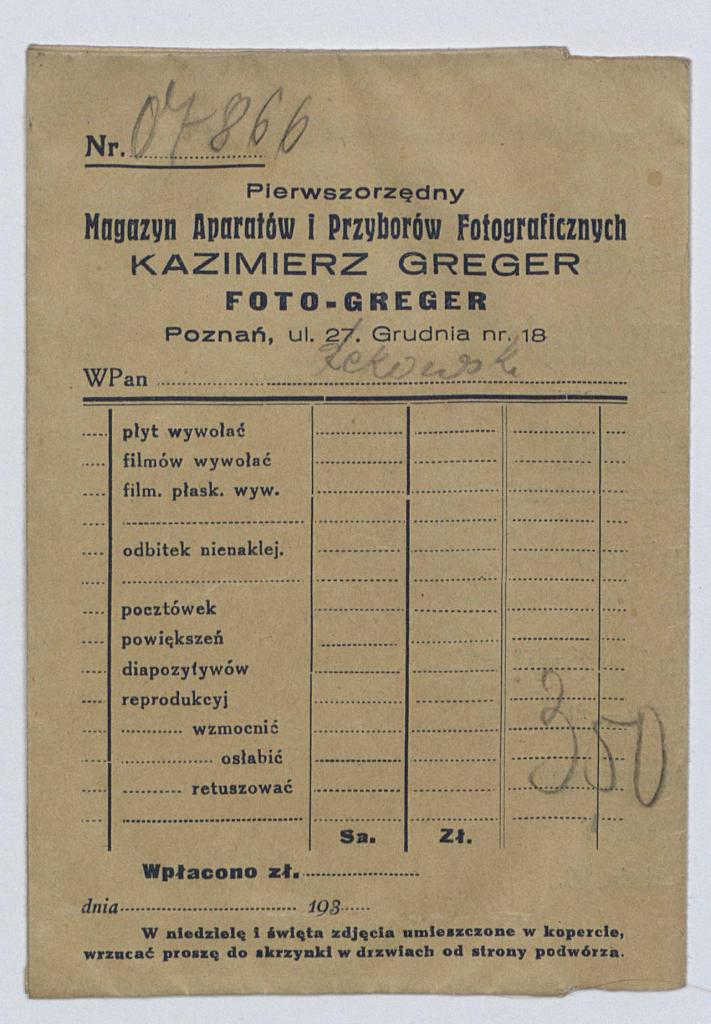 Nr. 07866
Pierwszorzędny
Magazyn Aparatów i Przyborów Fotograficznych
KAZIMIERZ GREGER
FOTO-GREGER
Poznań, ul. 27. Grudnia nr. 18
WPan
płyt wywołać
filmów wywołać
film. płask. wyw.
odbitek nienaklej.
pocztówek
powiększeń
diapozytywów
reprodukcyj
wzmocnić
osłabić
retuszować
3,50
Sa. Zł.
Wpłacono zł.
dnia 193
W niedzielę i święta zdjęcia umieszczone w kopercie,
wrzucać proszę do skrzynki w drzwiach od strony podwórza.